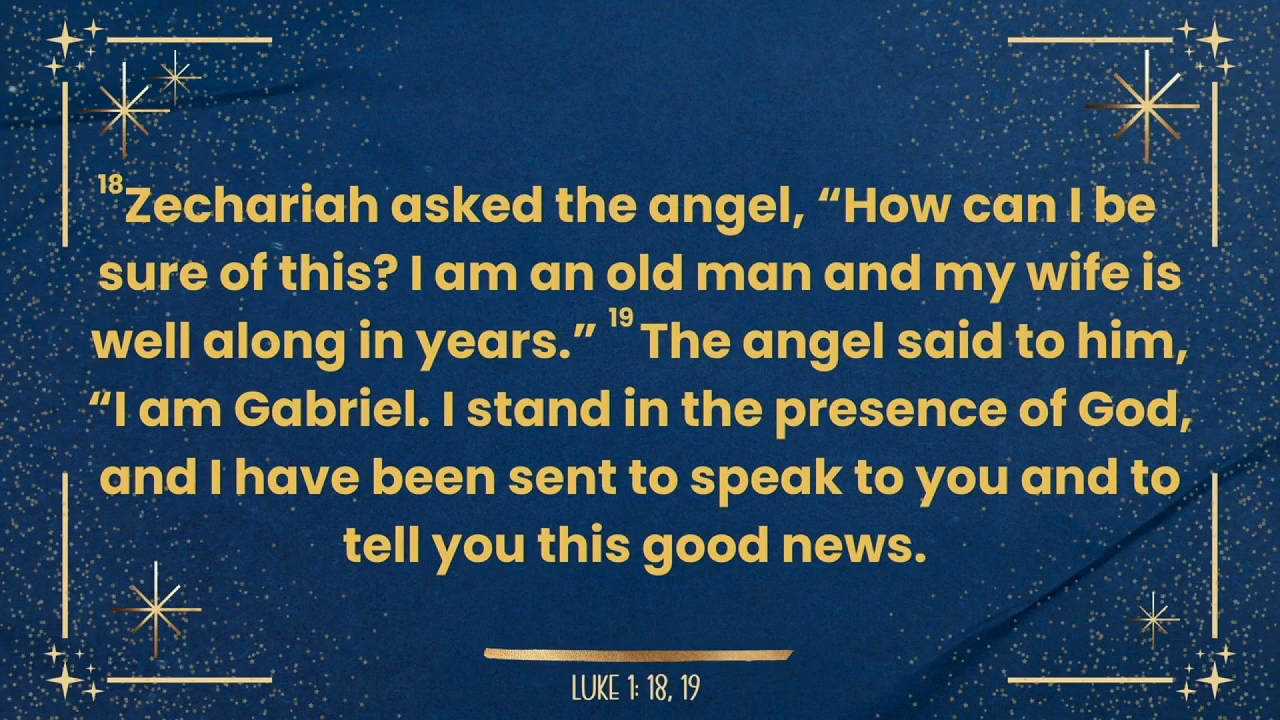 18Zechariah asked the angel, “How can I be
sure of this? I am an old man and my wife is
well along in years.” 19 The angel said to him,
“I am Gabriel. I stand in the presence of God,
and I have been sent to speak to you and to
tell you this good news.
LUKE 1: 18, 19